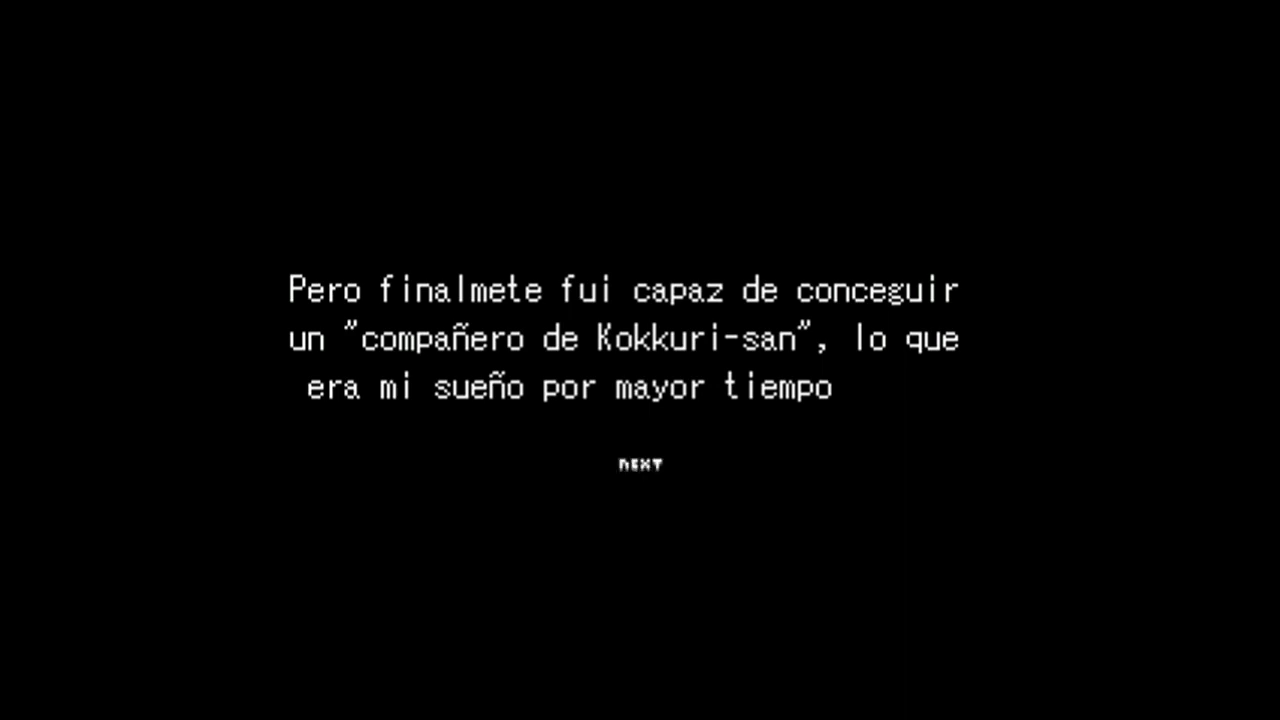 Pero finalmete fui capaz de conceguir
un "compañero de Kokkuri-san", lo que
era mi sueño por mayor tiempo
NEXT